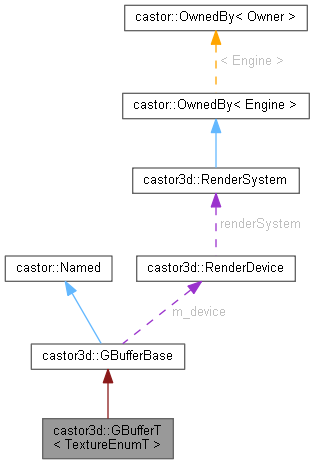 castor::OwnedBy< Owner >
< Engine >
castor::OwnedBy< Engine >
castor3d::RenderSystem
renderSystem
castor::Named
castor3d::RenderDevice
m_device
castor3d::GBufferBase
castor3d::GBufferT
< TextureEnumT >